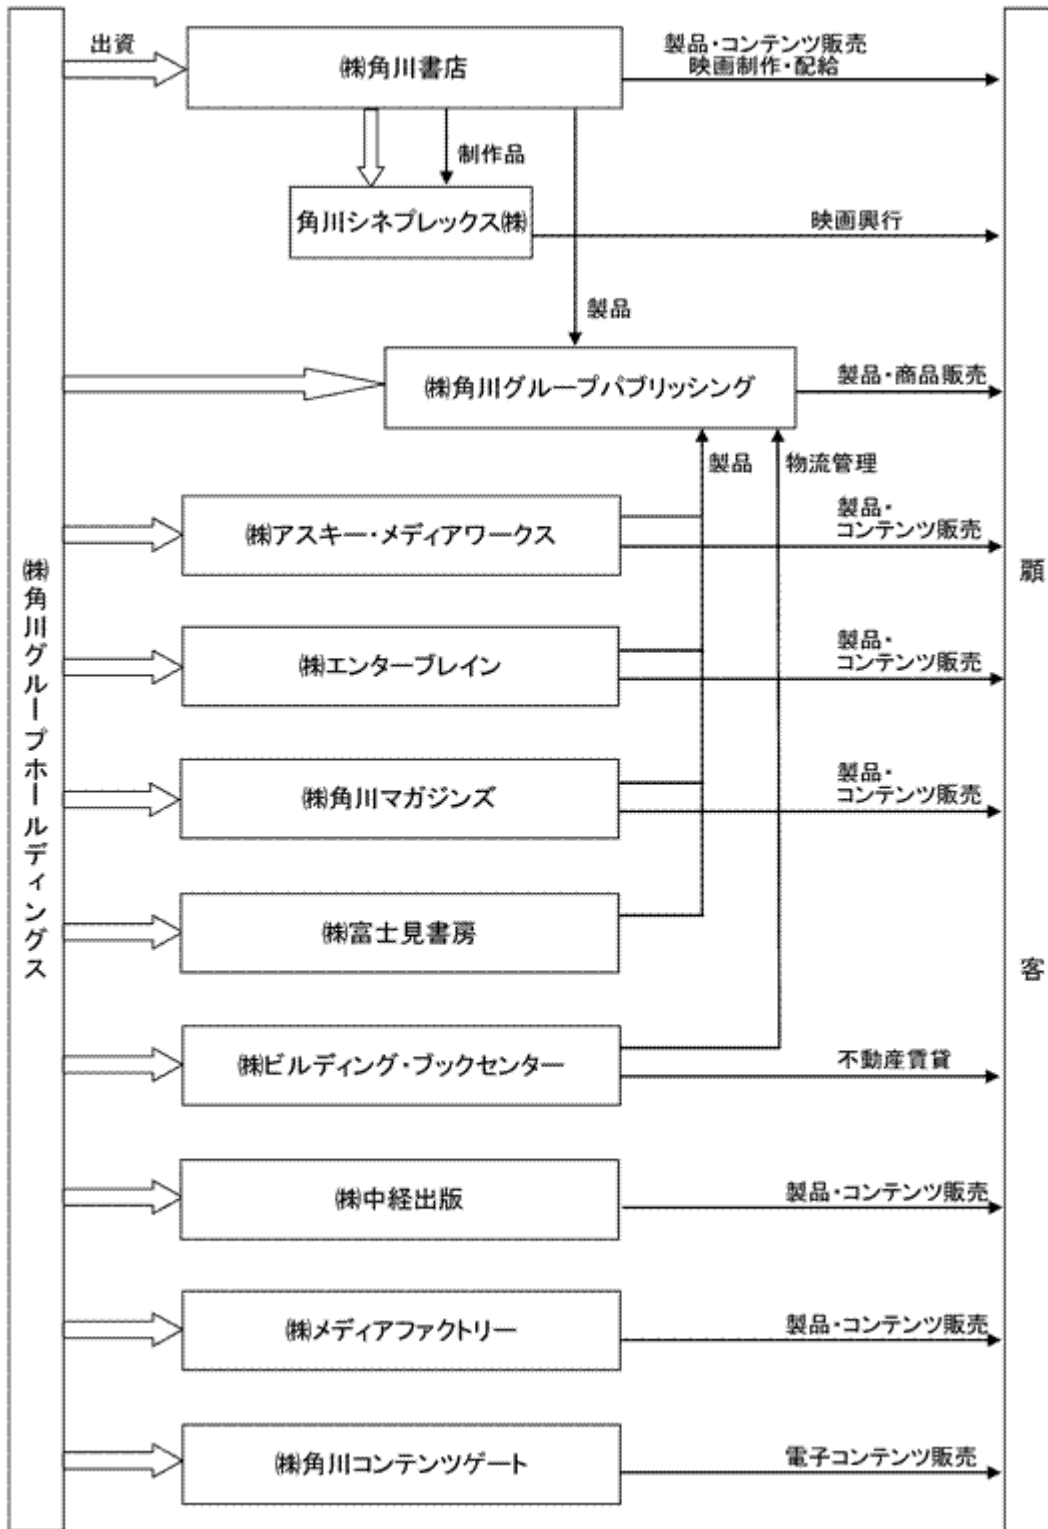 出資
㈱角川書店
製品・コンテンツ販売
映画制作・配給
制作品
角川シネプレックス㈱
映画興行
製品
㈱角川グループパブリッシング
製品・商品販売
製品
物流管理
㈱アスキー・メディアワークス
製品・
コンテンツ販売
㈱エンターブレイン
製品・
コンテンツ販売
㈱角川マガジンズ
製品・
コンテンツ販売
㈱富士見書房
㈱ビルディング・ブックセンター
不動産賃貸
㈱中経出版
製品・コンテンツ販売
㈱メディアファクトリー
製品・コンテンツ販売
㈱角川コンテンツゲート
電子コンテンツ販売
㈱角川グループホールディングス
顧客